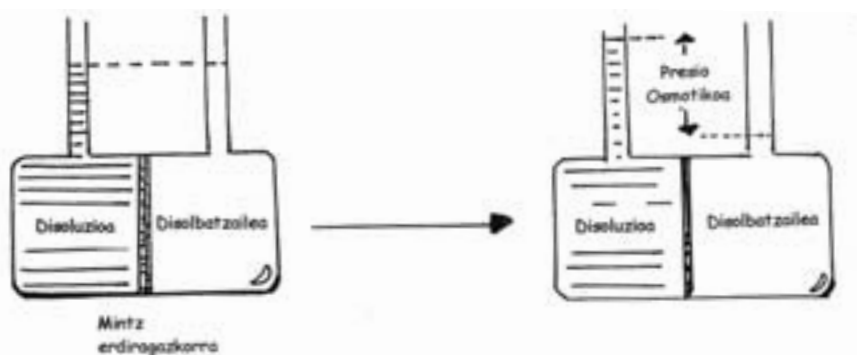 Disoluzioa
Disolbatzailea
Mintz
erdiragazkorra
Presio
Osmotikoa
Disoluzioa
Disolbatzailea